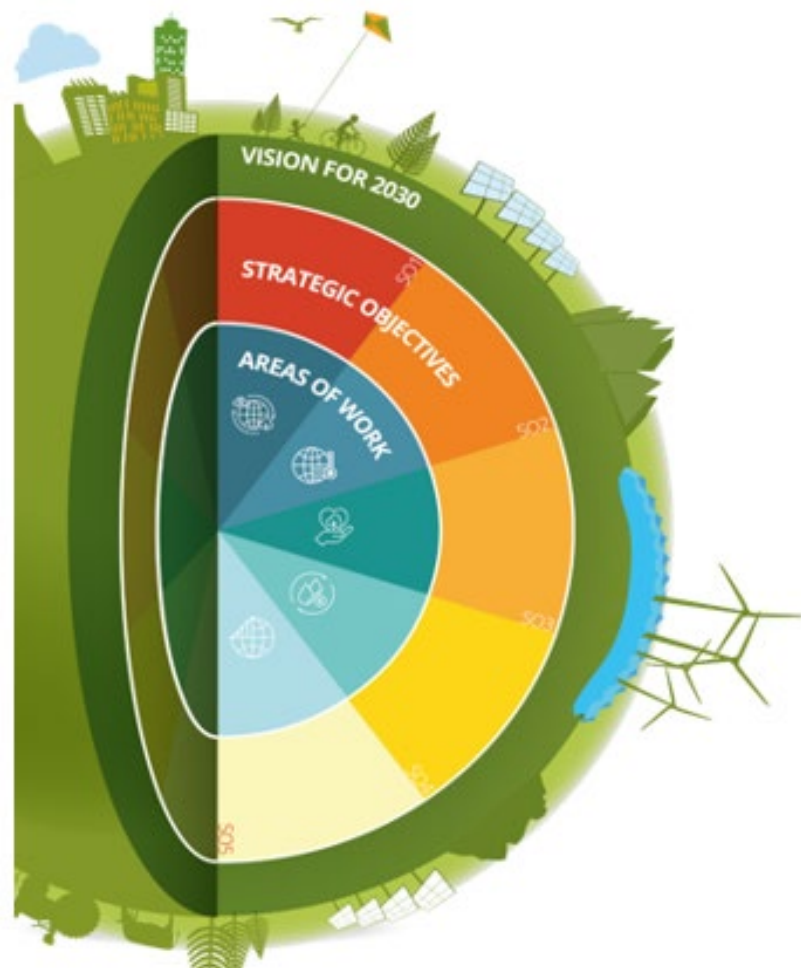 VISION FOR 2030
STRATEGIC OBJECTIVES
AREAS OF WORK
SO1
SO2
SO3
SO4
SO5